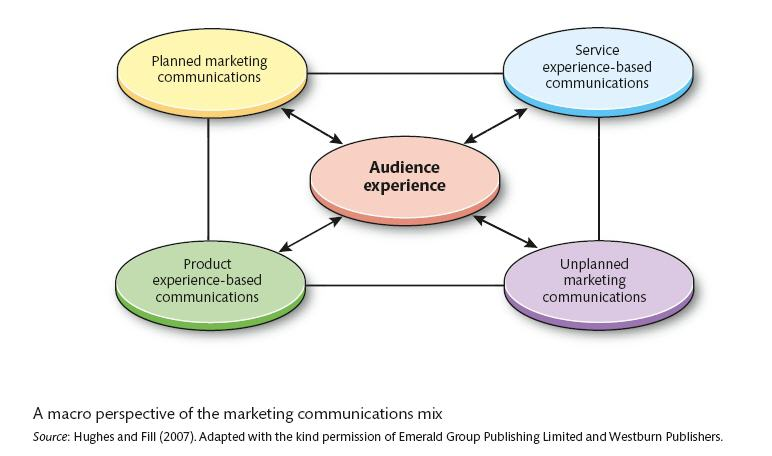 Planned marketing
communications
Service
experience-based
communications
Audience
experience
Product
experience-based
communications
Unplanned
marketing
communications
A macro perspective of the marketing communications mix
Source: Hughes and Fill (2007). Adapted with the kind permission of Emerald Group Publishing Limited and Westburn Publishers.